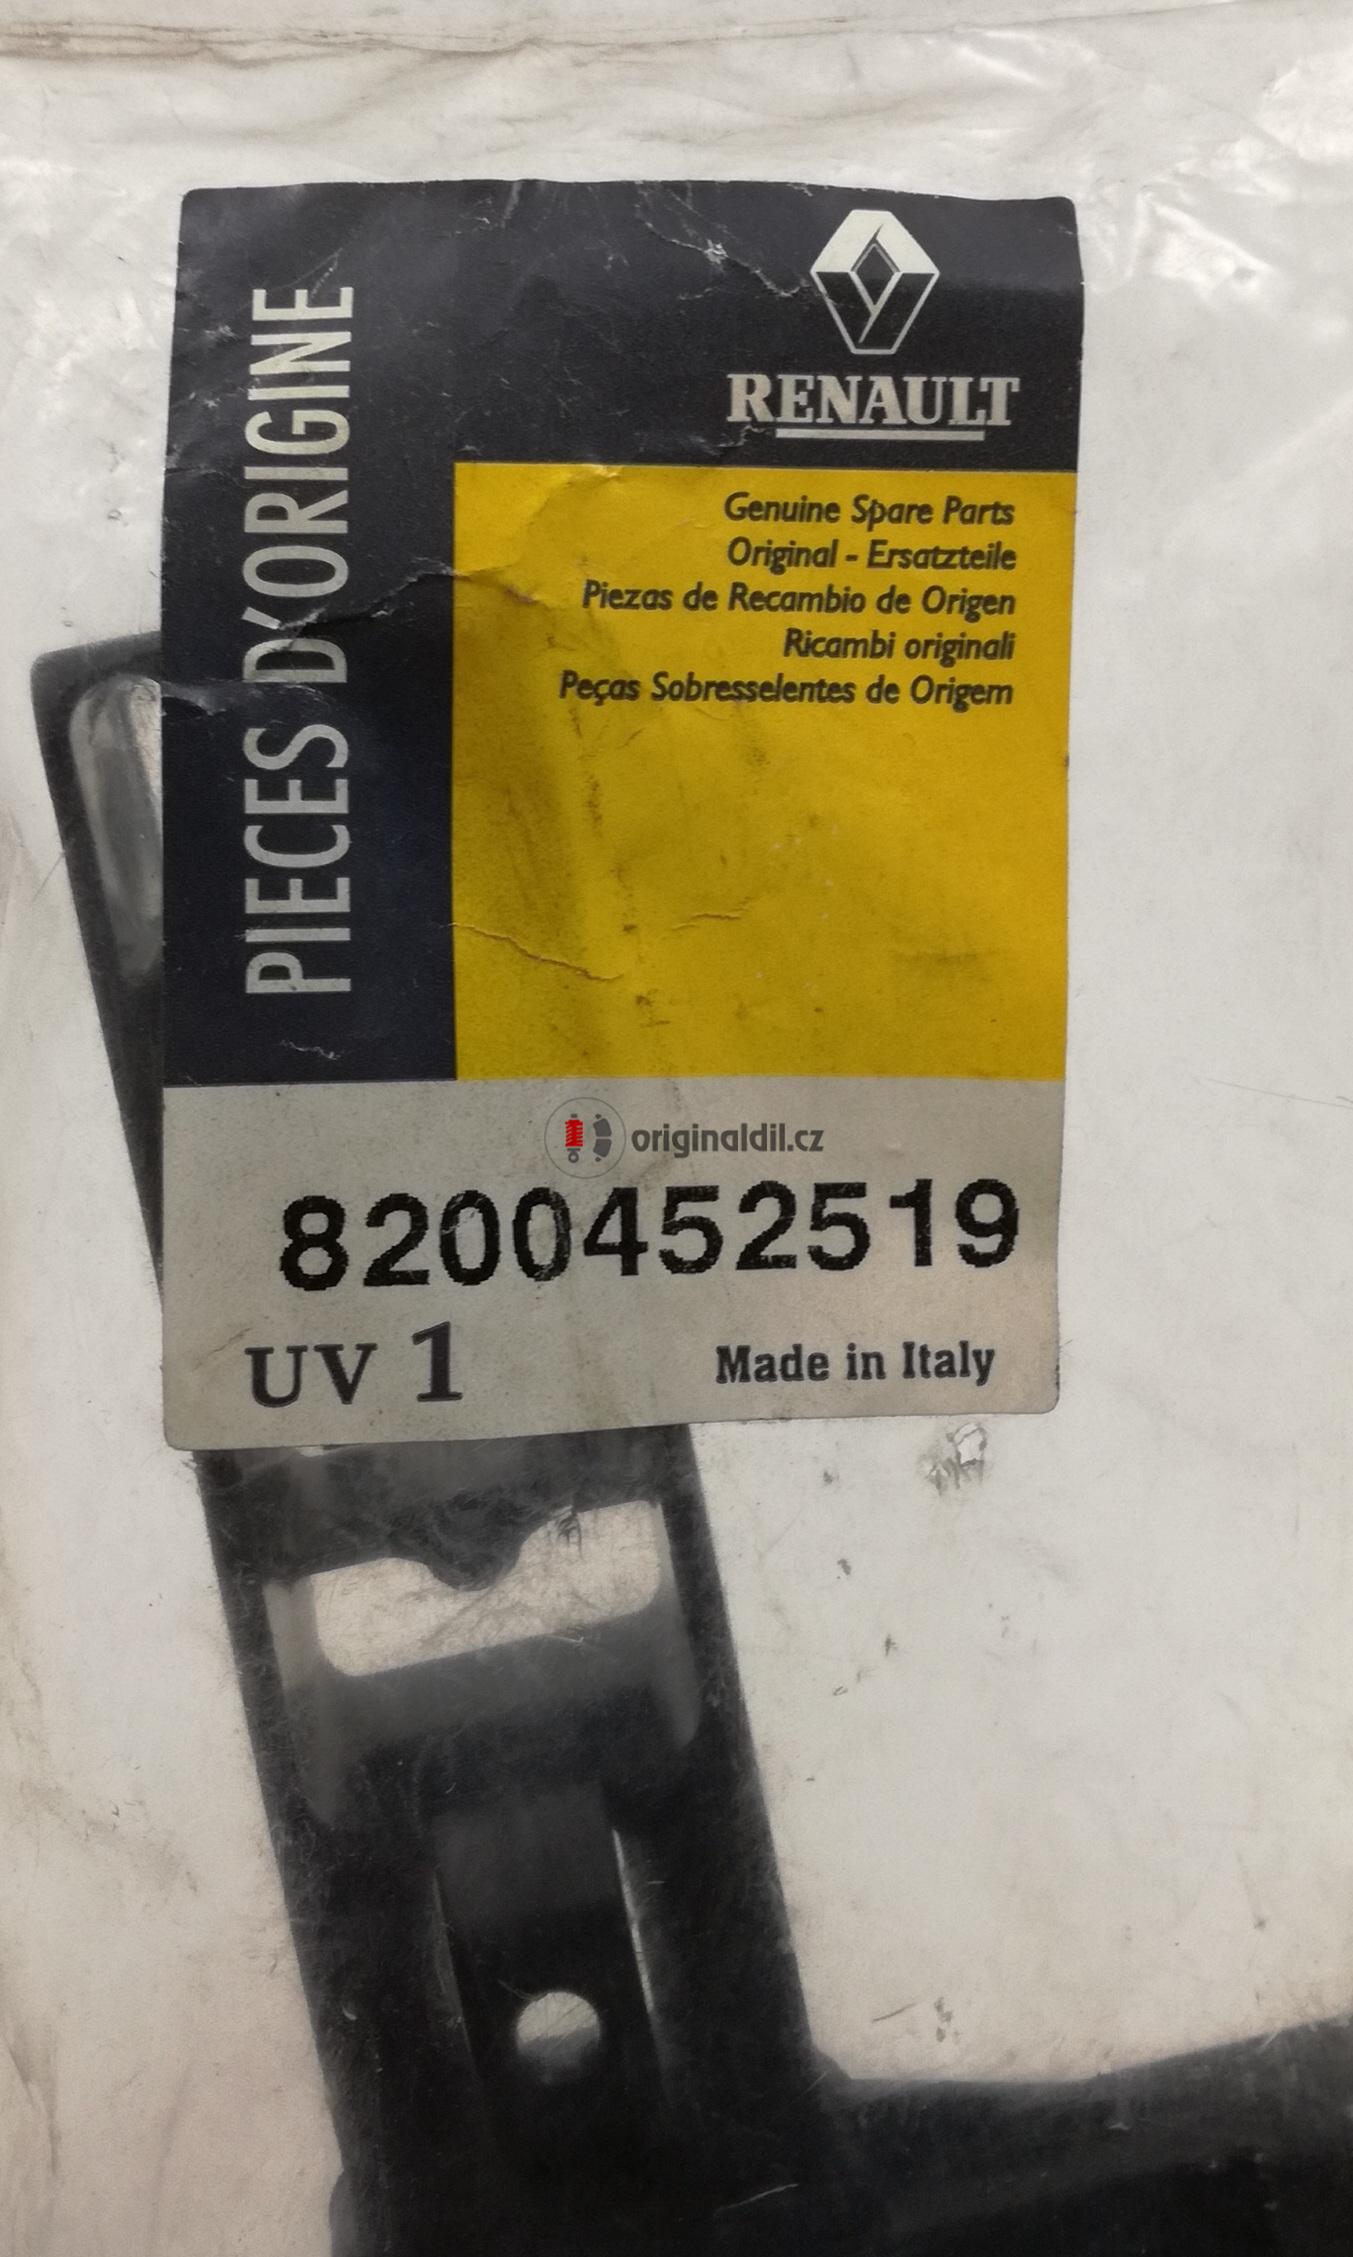 PIECES D'ORIGINE
RENAULT
Genuine Spare Parts
Original - Ersatzteile
Piezas de Recambio de Origen
Ricambi originali
Peças Sobresselentes de Origem
originaldil.cz
8200452519
UV 1
Made in Italy